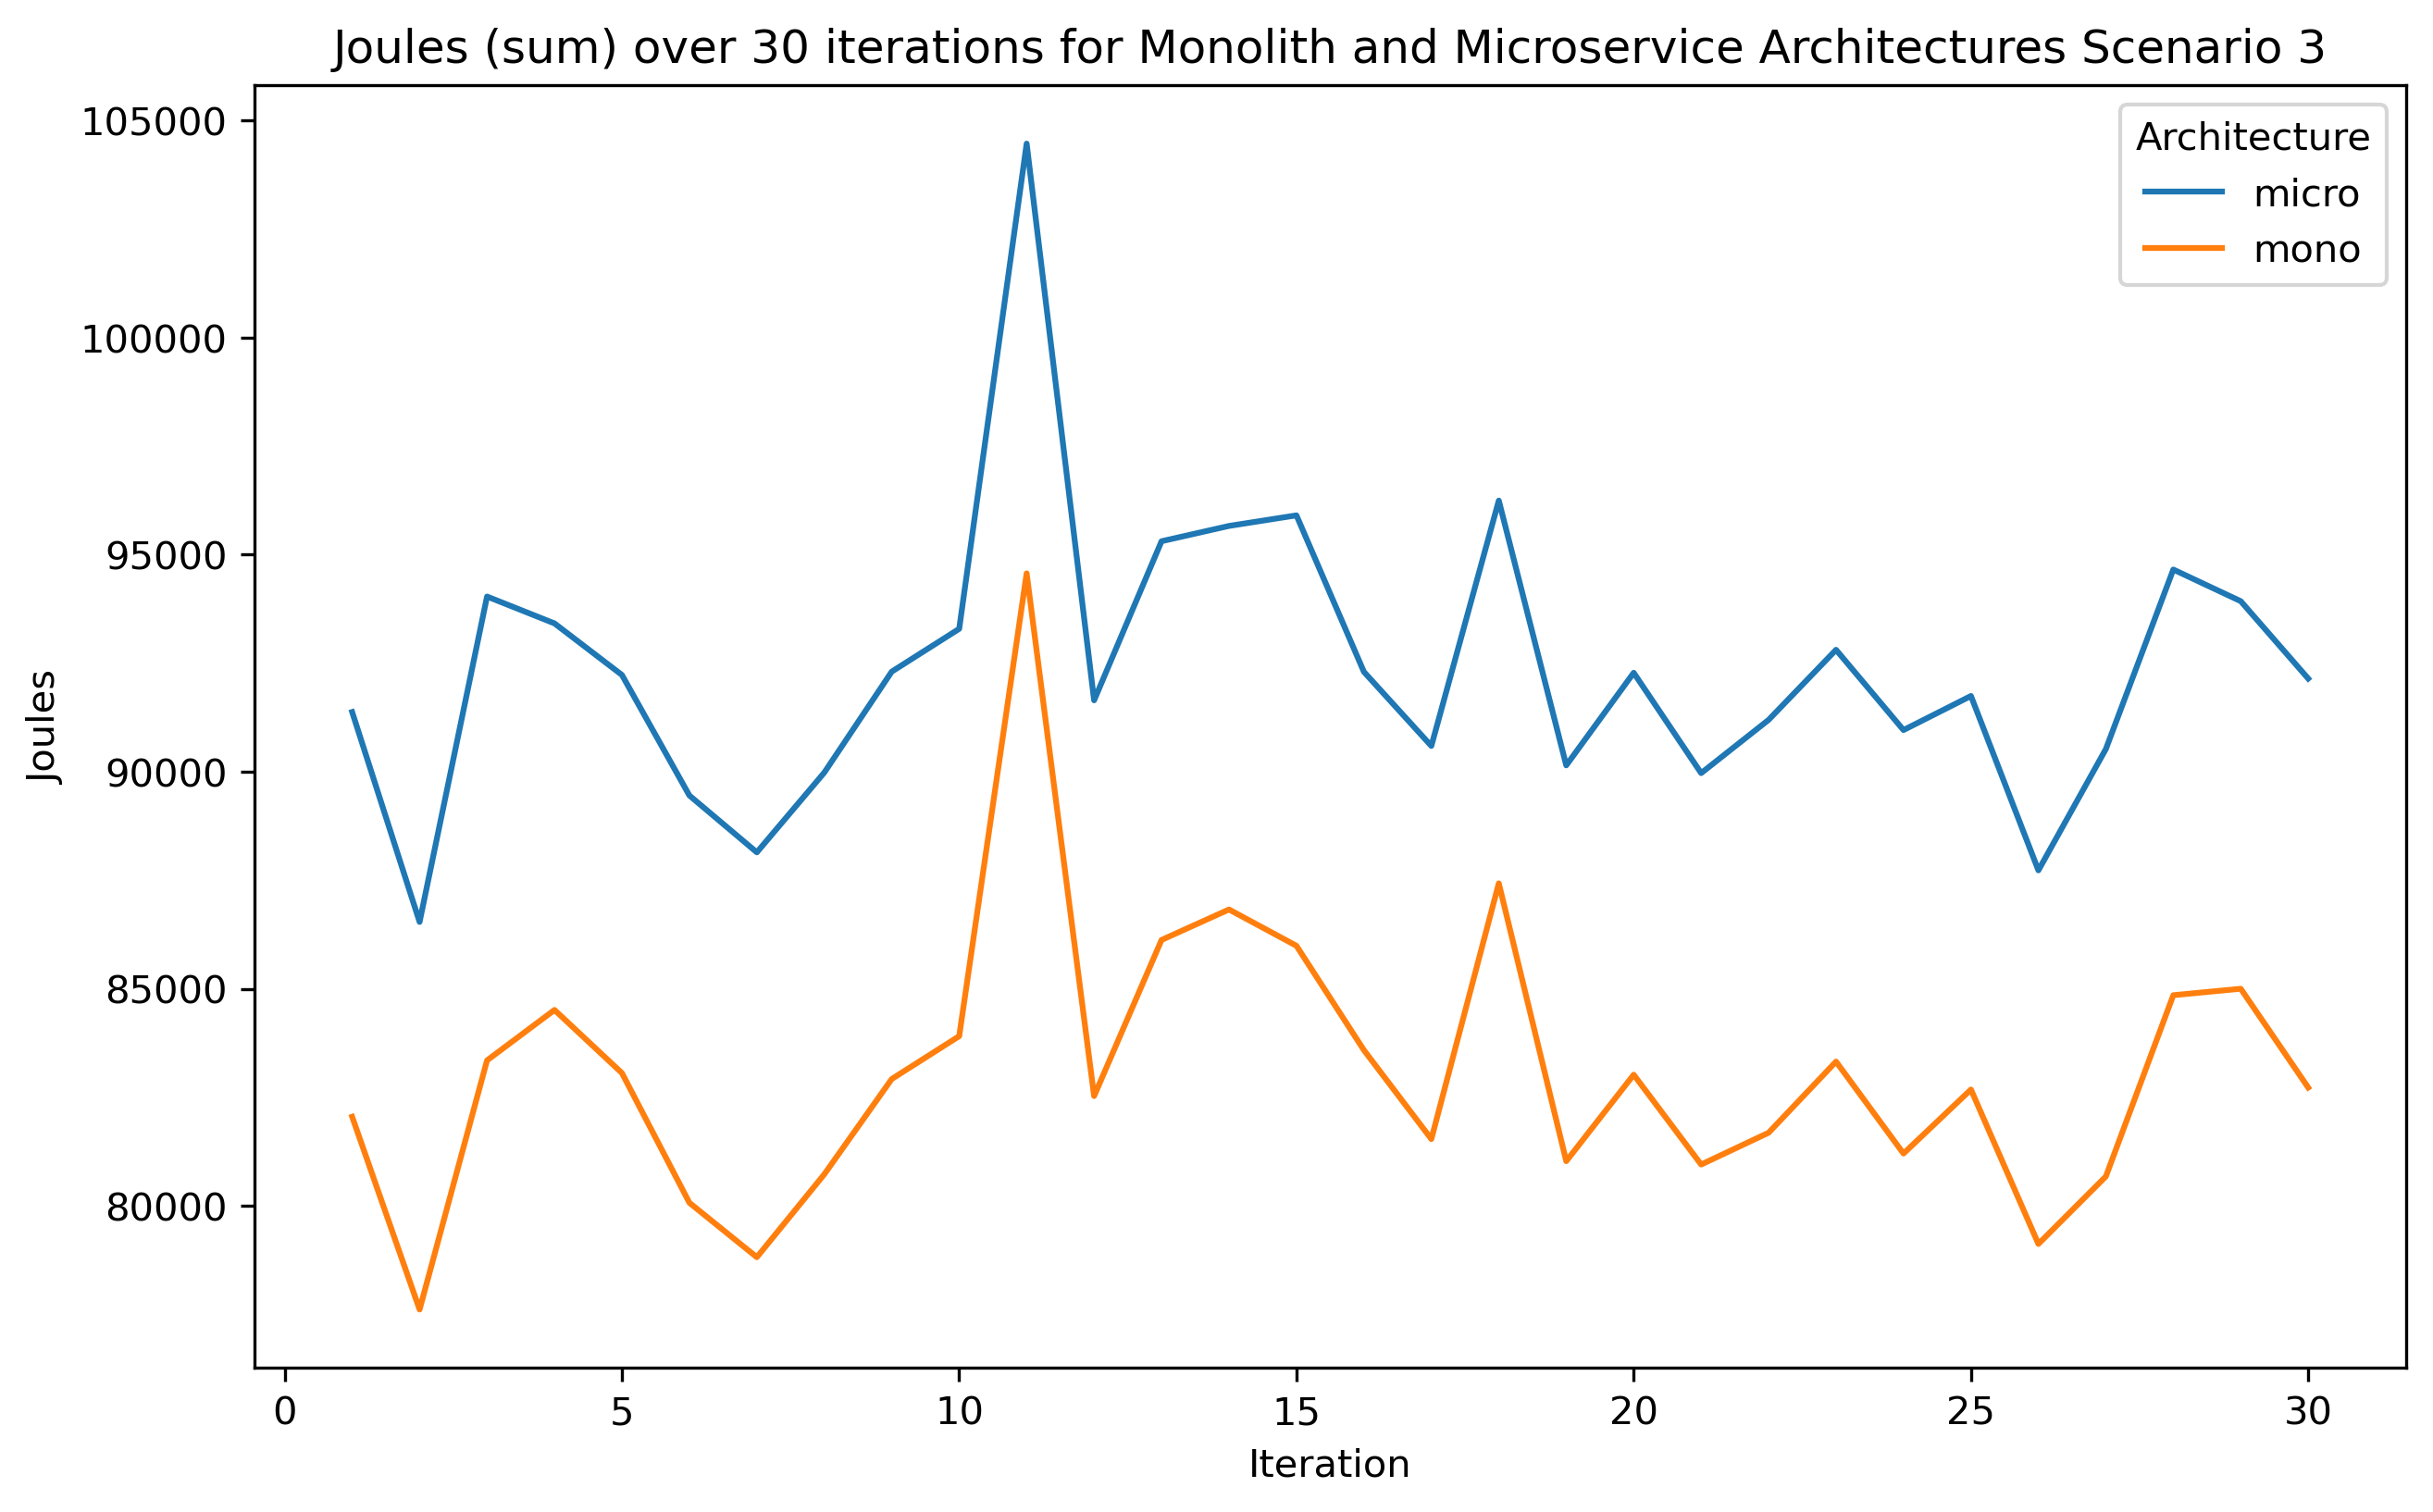 Joules (sum) over 30 iterations for Monolith and Microservice Architectures Scenario 3
105000
100000
95000
90000
85000
80000
Joules
Architecture
micro
mono
0 5 10 15 20 25 30
Iteration